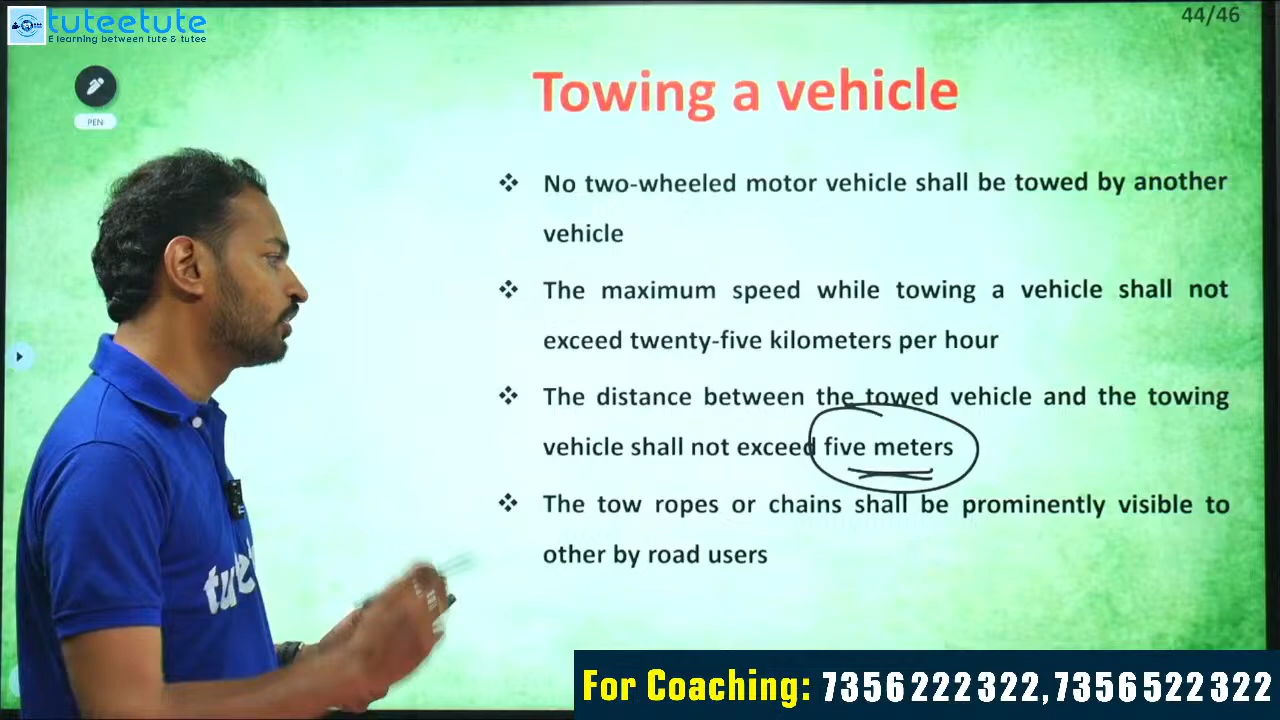 44/46
tuteetute
E learning between tute & tutee
PEN
Towing a vehicle
❖ No two-wheeled motor vehicle shall be towed by another
vehicle
❖ The maximum speed while towing a vehicle shall not
exceed twenty-five kilometers per hour
❖ The distance between the towed vehicle and the towing
vehicle shall not exceed five meters
❖ The tow ropes or chains shall be prominently visible to
other by road users
For Coaching: 7356222322,7356522322